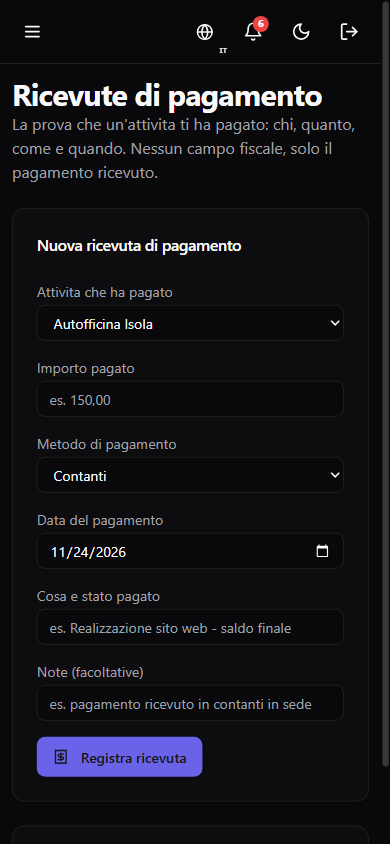 6
IT
Ricevute di pagamento
La prova che un'attivita ti ha pagato: chi, quanto,
come e quando. Nessun campo fiscale, solo il
pagamento ricevuto.
Nuova ricevuta di pagamento
Attivita che ha pagato
Autofficina Isola
Importo pagato
es. 150,00
Metodo di pagamento
Contanti
Data del pagamento
11/24/2026
Cosa e stato pagato
es. Realizzazione sito web - saldo finale
Note (facoltative)
es. pagamento ricevuto in contanti in sede
Registra ricevuta